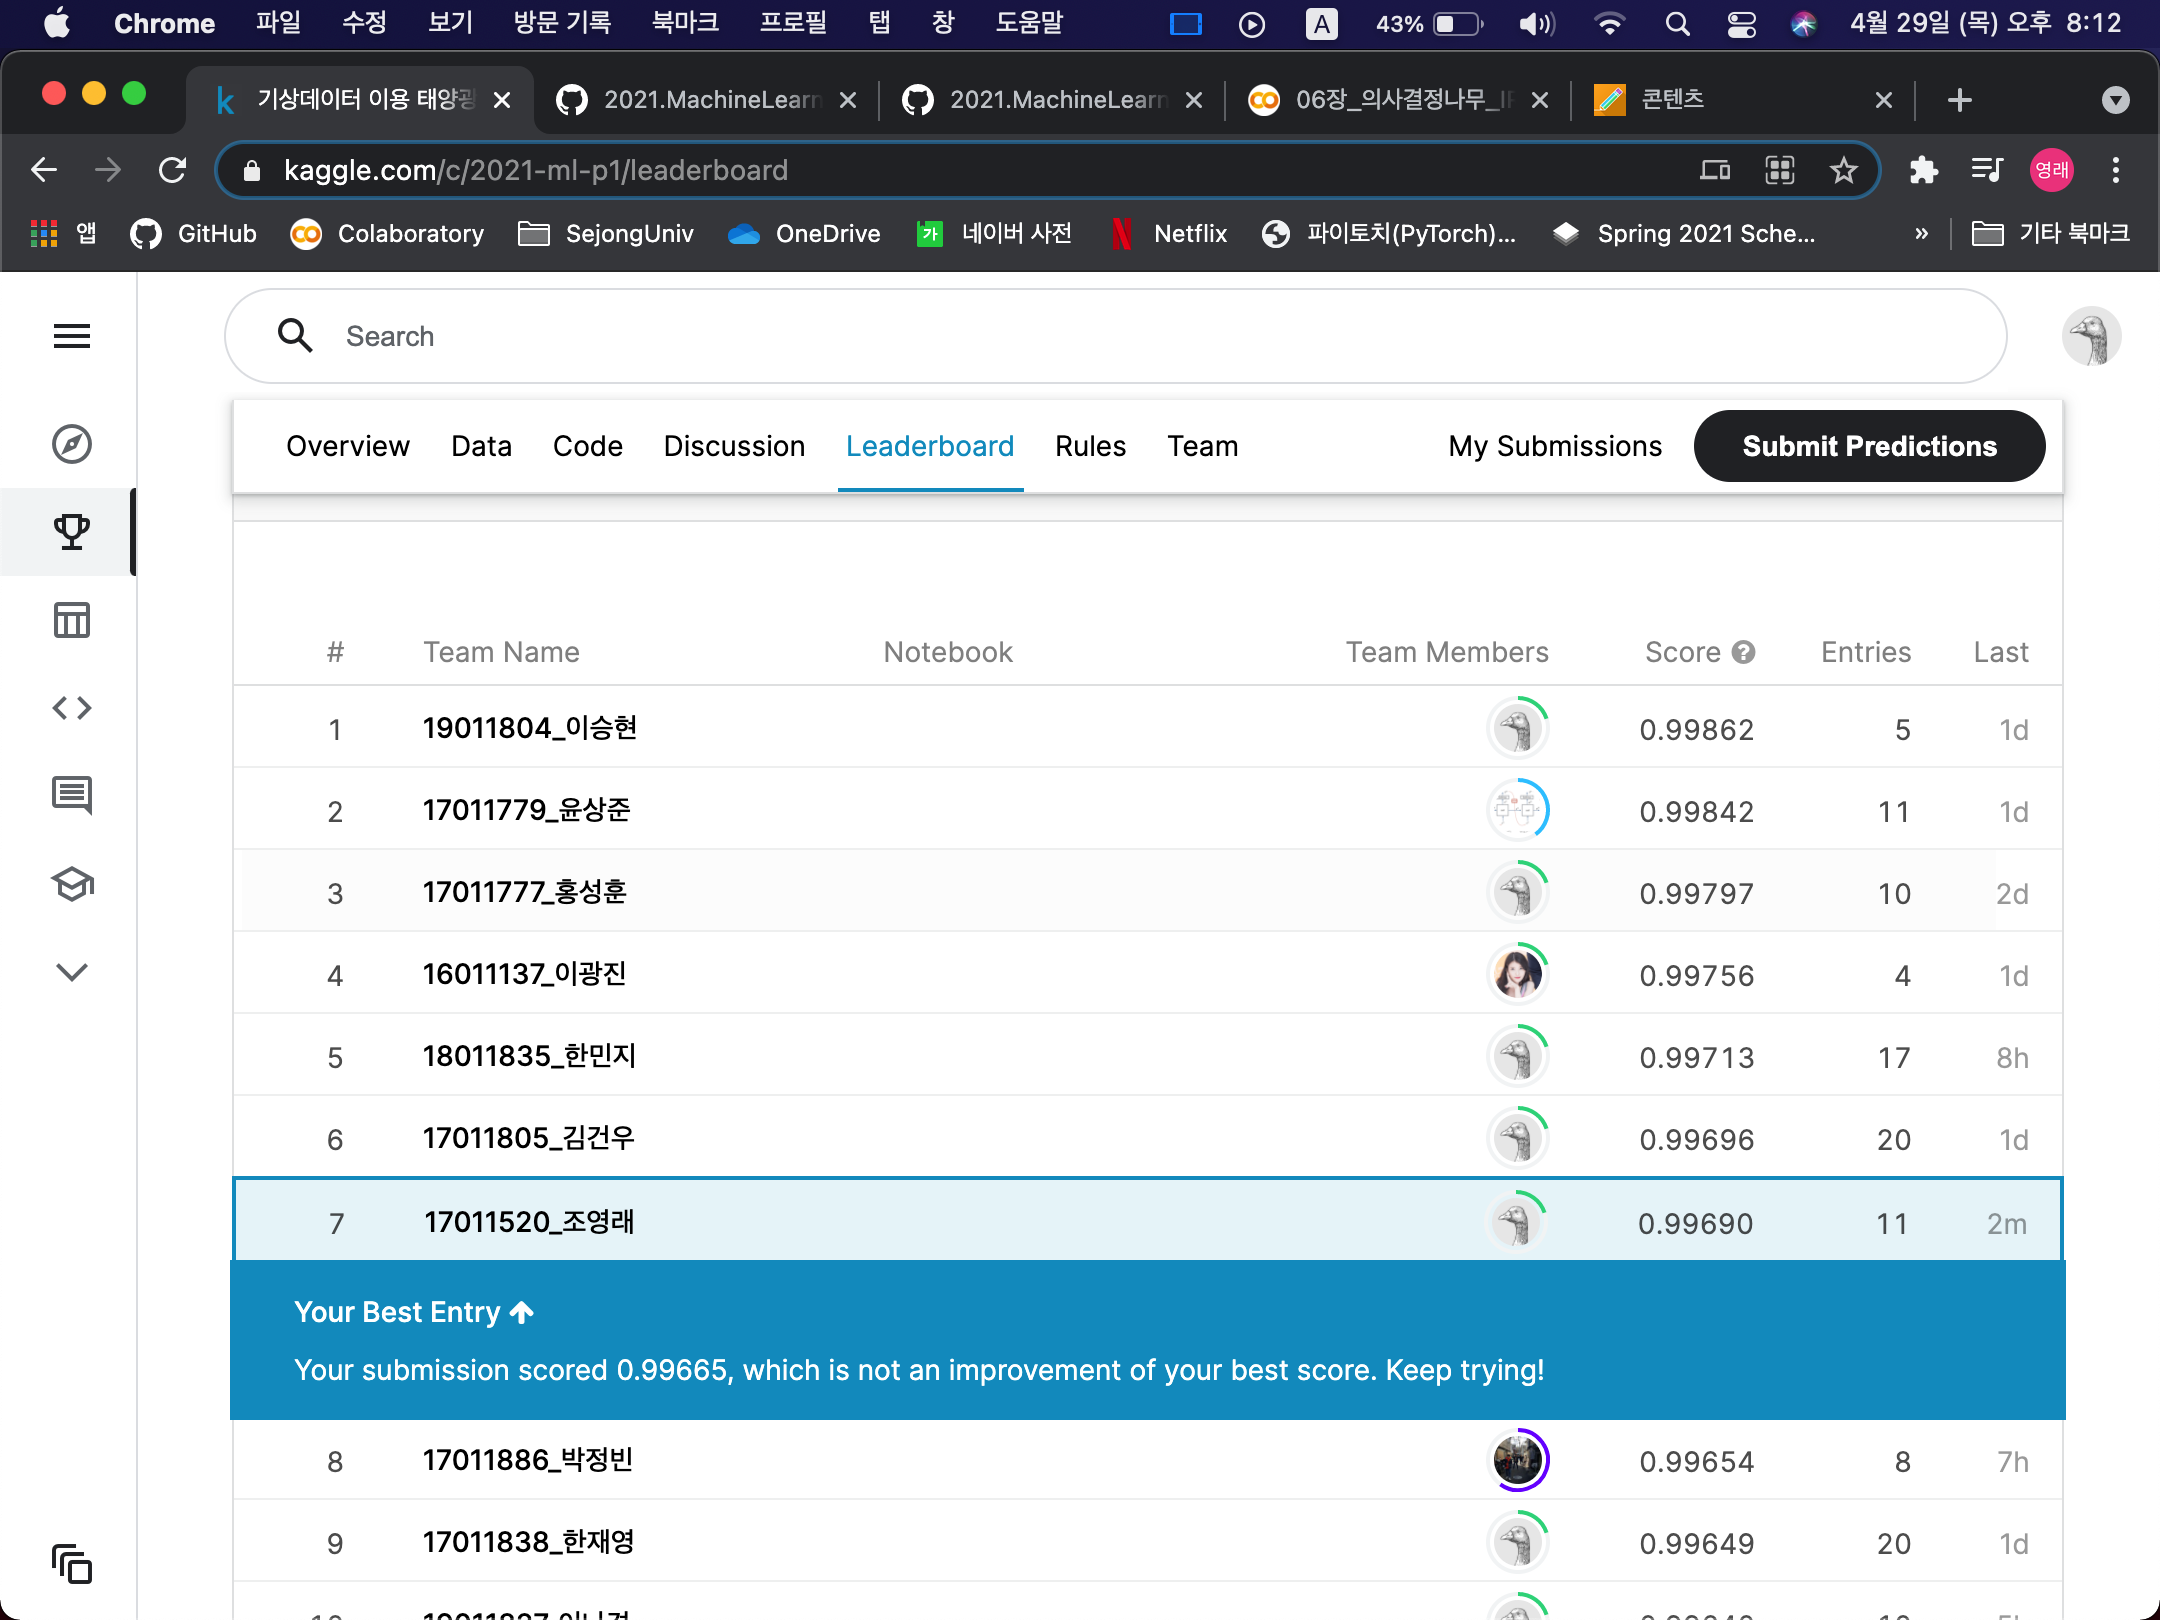 Chrome 파일 수정 보기 방문 기록 북마크 프로필 탭 창 도움말 A 43% 4월 29일 (목) 오후 8:12
k 기상데이터 이용 태양광 2021.MachineLearn 2021.MachineLearn 06장_의사결정나무_ 콘텐츠
kaggle.com/c/2021-ml-p1/leaderboard 영래
앱 GitHub Colaboratory SejongUniv OneDrive 네이버 사전 Netflix 파이토치(PyTorch)... Spring 2021 Sche... » 기타 북마크
Search
Overview Data Code Discussion Leaderboard Rules Team My Submissions Submit Predictions
# Team Name Notebook Team Members Score Entries Last
1 19011804_이승현 0.99862 5 1d
2 17011779_윤상준 0.99842 11 1d
3 17011777_홍성훈 0.99797 10 2d
4 16011137_이광진 0.99756 4 1d
5 18011835_한민지 0.99713 17 8h
6 17011805_김건우 0.99696 20 1d
7 17011520_조영래 0.99690 11 2m
Your Best Entry
Your submission scored 0.99665, which is not an improvement of your best score. Keep trying!
8 17011886_박정빈 0.99654 8 7h
9 17011838_한재영 0.99649 20 1d